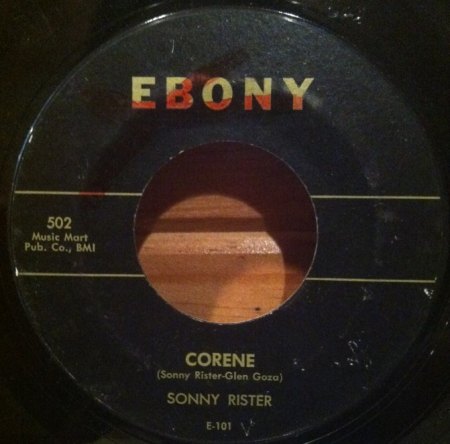 EBONY
502
Music Mart
Pub. Co., BMI
CORENE
(Sonny Rister-Glen Goza)
SONNY RISTER
E-101